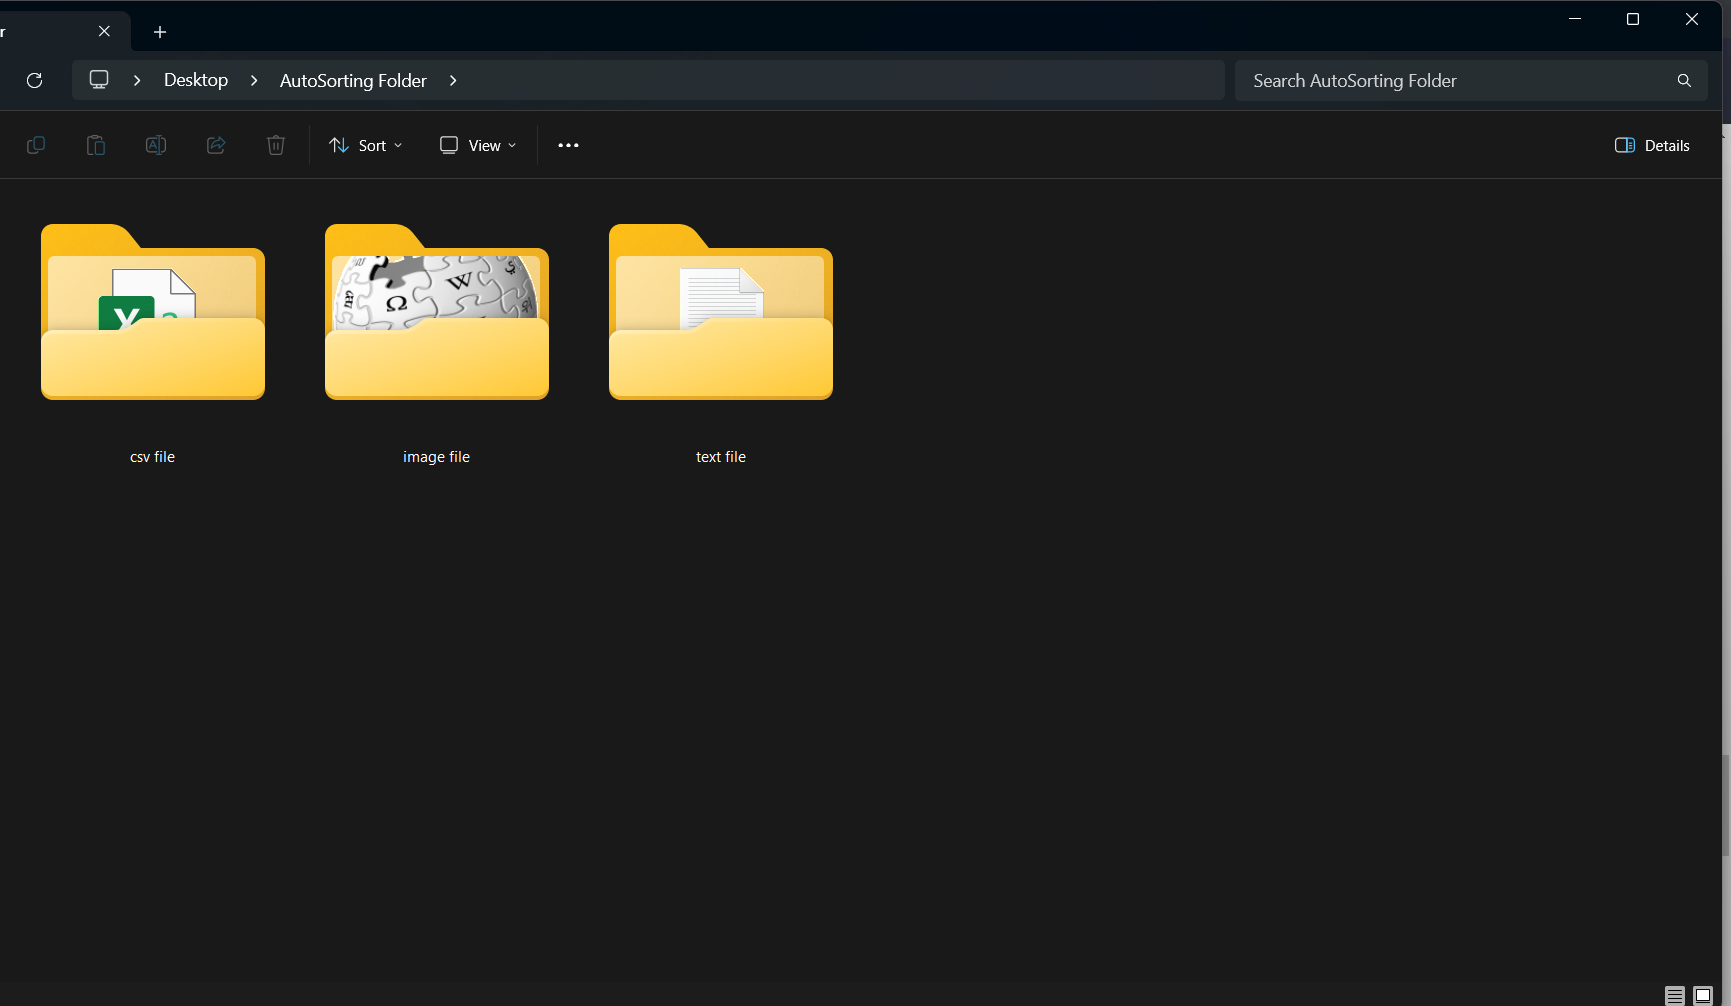 r
Desktop
AutoSorting Folder
Search AutoSorting Folder
Sort
View
Details
X
a
Ω
W
csv file
image file
text file